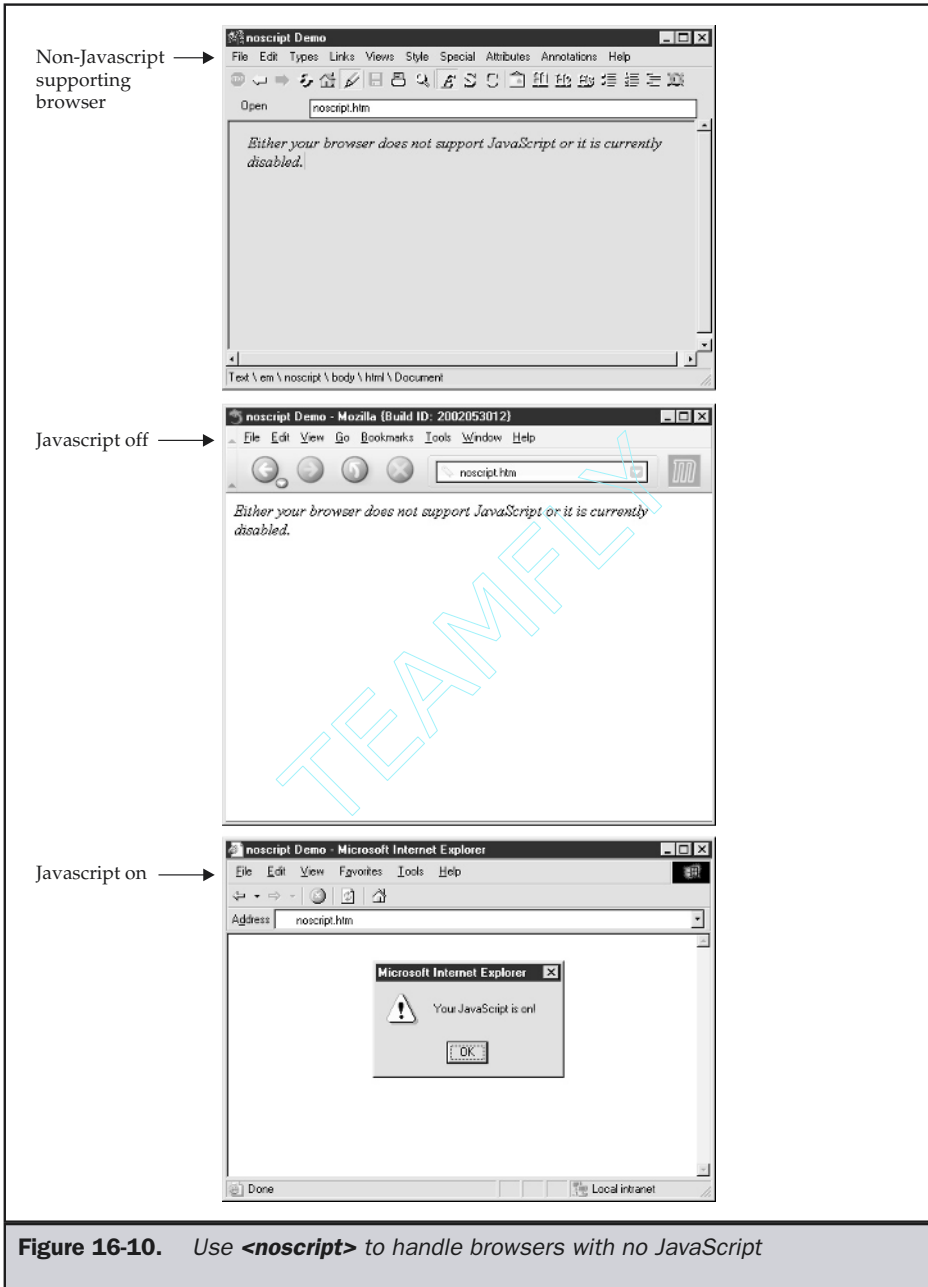 Non-Javascript
supporting
browser
noscript Demo
File Edit Types Links Views Style Special Attributes Annotations Help
Open noscript.htm
Either your browser does not support JavaScript or it is currently
disabled.
Text \ em \ noscript \ body \ html \ Document
Javascript off
noscript Demo - Mozilla {Build ID: 2002053012}
File Edit View Go Bookmarks Tools Window Help
noscript.htm
Either your browser does not support JavaScript or it is currently
disabled.
TEAMFLY
Javascript on
noscript Demo - Microsoft Internet Explorer
File Edit View Favorites Tools Help
Address noscript.htm
Microsoft Internet Explorer
Your JavaScript is on!
OK
Done Local intranet
Figure 16-10. Use <noscript> to handle browsers with no JavaScript